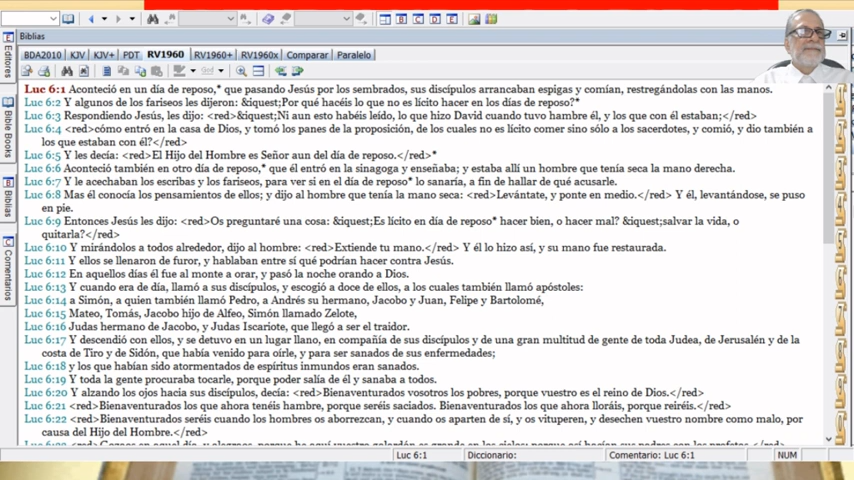 B C D E
Biblias
BDA2010 KJV KJV+ PDT RV1960 RV1960+ RV1960x Comparar Paralelo
E Editores
Bible Books
B Biblias
C Comentarios
Luc 6:1 Aconteció en un día de reposo,* que pasando Jesús por los sembrados, sus discípulos arrancaban espigas y comían, restregándolas con las manos.
Luc 6:2 Y algunos de los fariseos les dijeron: &iquest;Por qué hacéis lo que no es lícito hacer en los días de reposo?*
Luc 6:3 Respondiendo Jesús, les dijo: <red>&iquest;Ni aun esto habéis leído, lo que hizo David cuando tuvo hambre él, y los que con él estaban;</red>
Luc 6:4 <red>cómo entró en la casa de Dios, y tomó los panes de la proposición, de los cuales no es lícito comer sino sólo a los sacerdotes, y comió, y dio también a
los que estaban con él?</red>
Luc 6:5 Y les decía: <red>El Hijo del Hombre es Señor aun del día de reposo.</red>*
Luc 6:6 Aconteció también en otro día de reposo,* que él entró en la sinagoga y enseñaba; y estaba allí un hombre que tenía seca la mano derecha.
Luc 6:7 Y le acechaban los escribas y los fariseos, para ver si en el día de reposo* lo sanaría, a fin de hallar de qué acusarle.
Luc 6:8 Mas él conocía los pensamientos de ellos; y dijo al hombre que tenía la mano seca: <red>Levántate, y ponte en medio.</red> Y él, levantándose, se puso
en pie.
Luc 6:9 Entonces Jesús les dijo: <red>Os preguntaré una cosa: &iquest;Es lícito en día de reposo* hacer bien, o hacer mal? &iquest;salvar la vida, o
quitarla?</red>
Luc 6:10 Y mirándolos a todos alrededor, dijo al hombre: <red>Extiende tu mano.</red> Y él lo hizo así, y su mano fue restaurada.
Luc 6:11 Y ellos se llenaron de furor, y hablaban entre sí qué podrían hacer contra Jesús.
Luc 6:12 En aquellos días él fue al monte a orar, y pasó la noche orando a Dios.
Luc 6:13 Y cuando era de día, llamó a sus discípulos, y escogió a doce de ellos, a los cuales también llamó apóstoles:
Luc 6:14 a Simón, a quien también llamó Pedro, a Andrés su hermano, Jacobo y Juan, Felipe y Bartolomé,
Luc 6:15 Mateo, Tomás, Jacobo hijo de Alfeo, Simón llamado Zelote,
Luc 6:16 Judas hermano de Jacobo, y Judas Iscariote, que llegó a ser el traidor.
Luc 6:17 Y descendió con ellos, y se detuvo en un lugar llano, en compañía de sus discípulos y de una gran multitud de gente de toda Judea, de Jerusalén y de la
costa de Tiro y de Sidón, que había venido para oírle, y para ser sanados de sus enfermedades;
Luc 6:18 y los que habían sido atormentados de espíritus inmundos eran sanados.
Luc 6:19 Y toda la gente procuraba tocarle, porque poder salía de él y sanaba a todos.
Luc 6:20 Y alzando los ojos hacia sus discípulos, decía: <red>Bienaventurados vosotros los pobres, porque vuestro es el reino de Dios.</red>
Luc 6:21 <red>Bienaventurados los que ahora tenéis hambre, porque seréis saciados. Bienaventurados los que ahora lloráis, porque reiréis.</red>
Luc 6:22 <red>Bienaventurados seréis cuando los hombres os aborrezcan, y cuando os aparten de sí, y os vituperen, y desechen vuestro nombre como malo, por
causa del Hijo del Hombre.</red>
Luc 6:1 Diccionario: Comentario: Luc 6:1 NUM